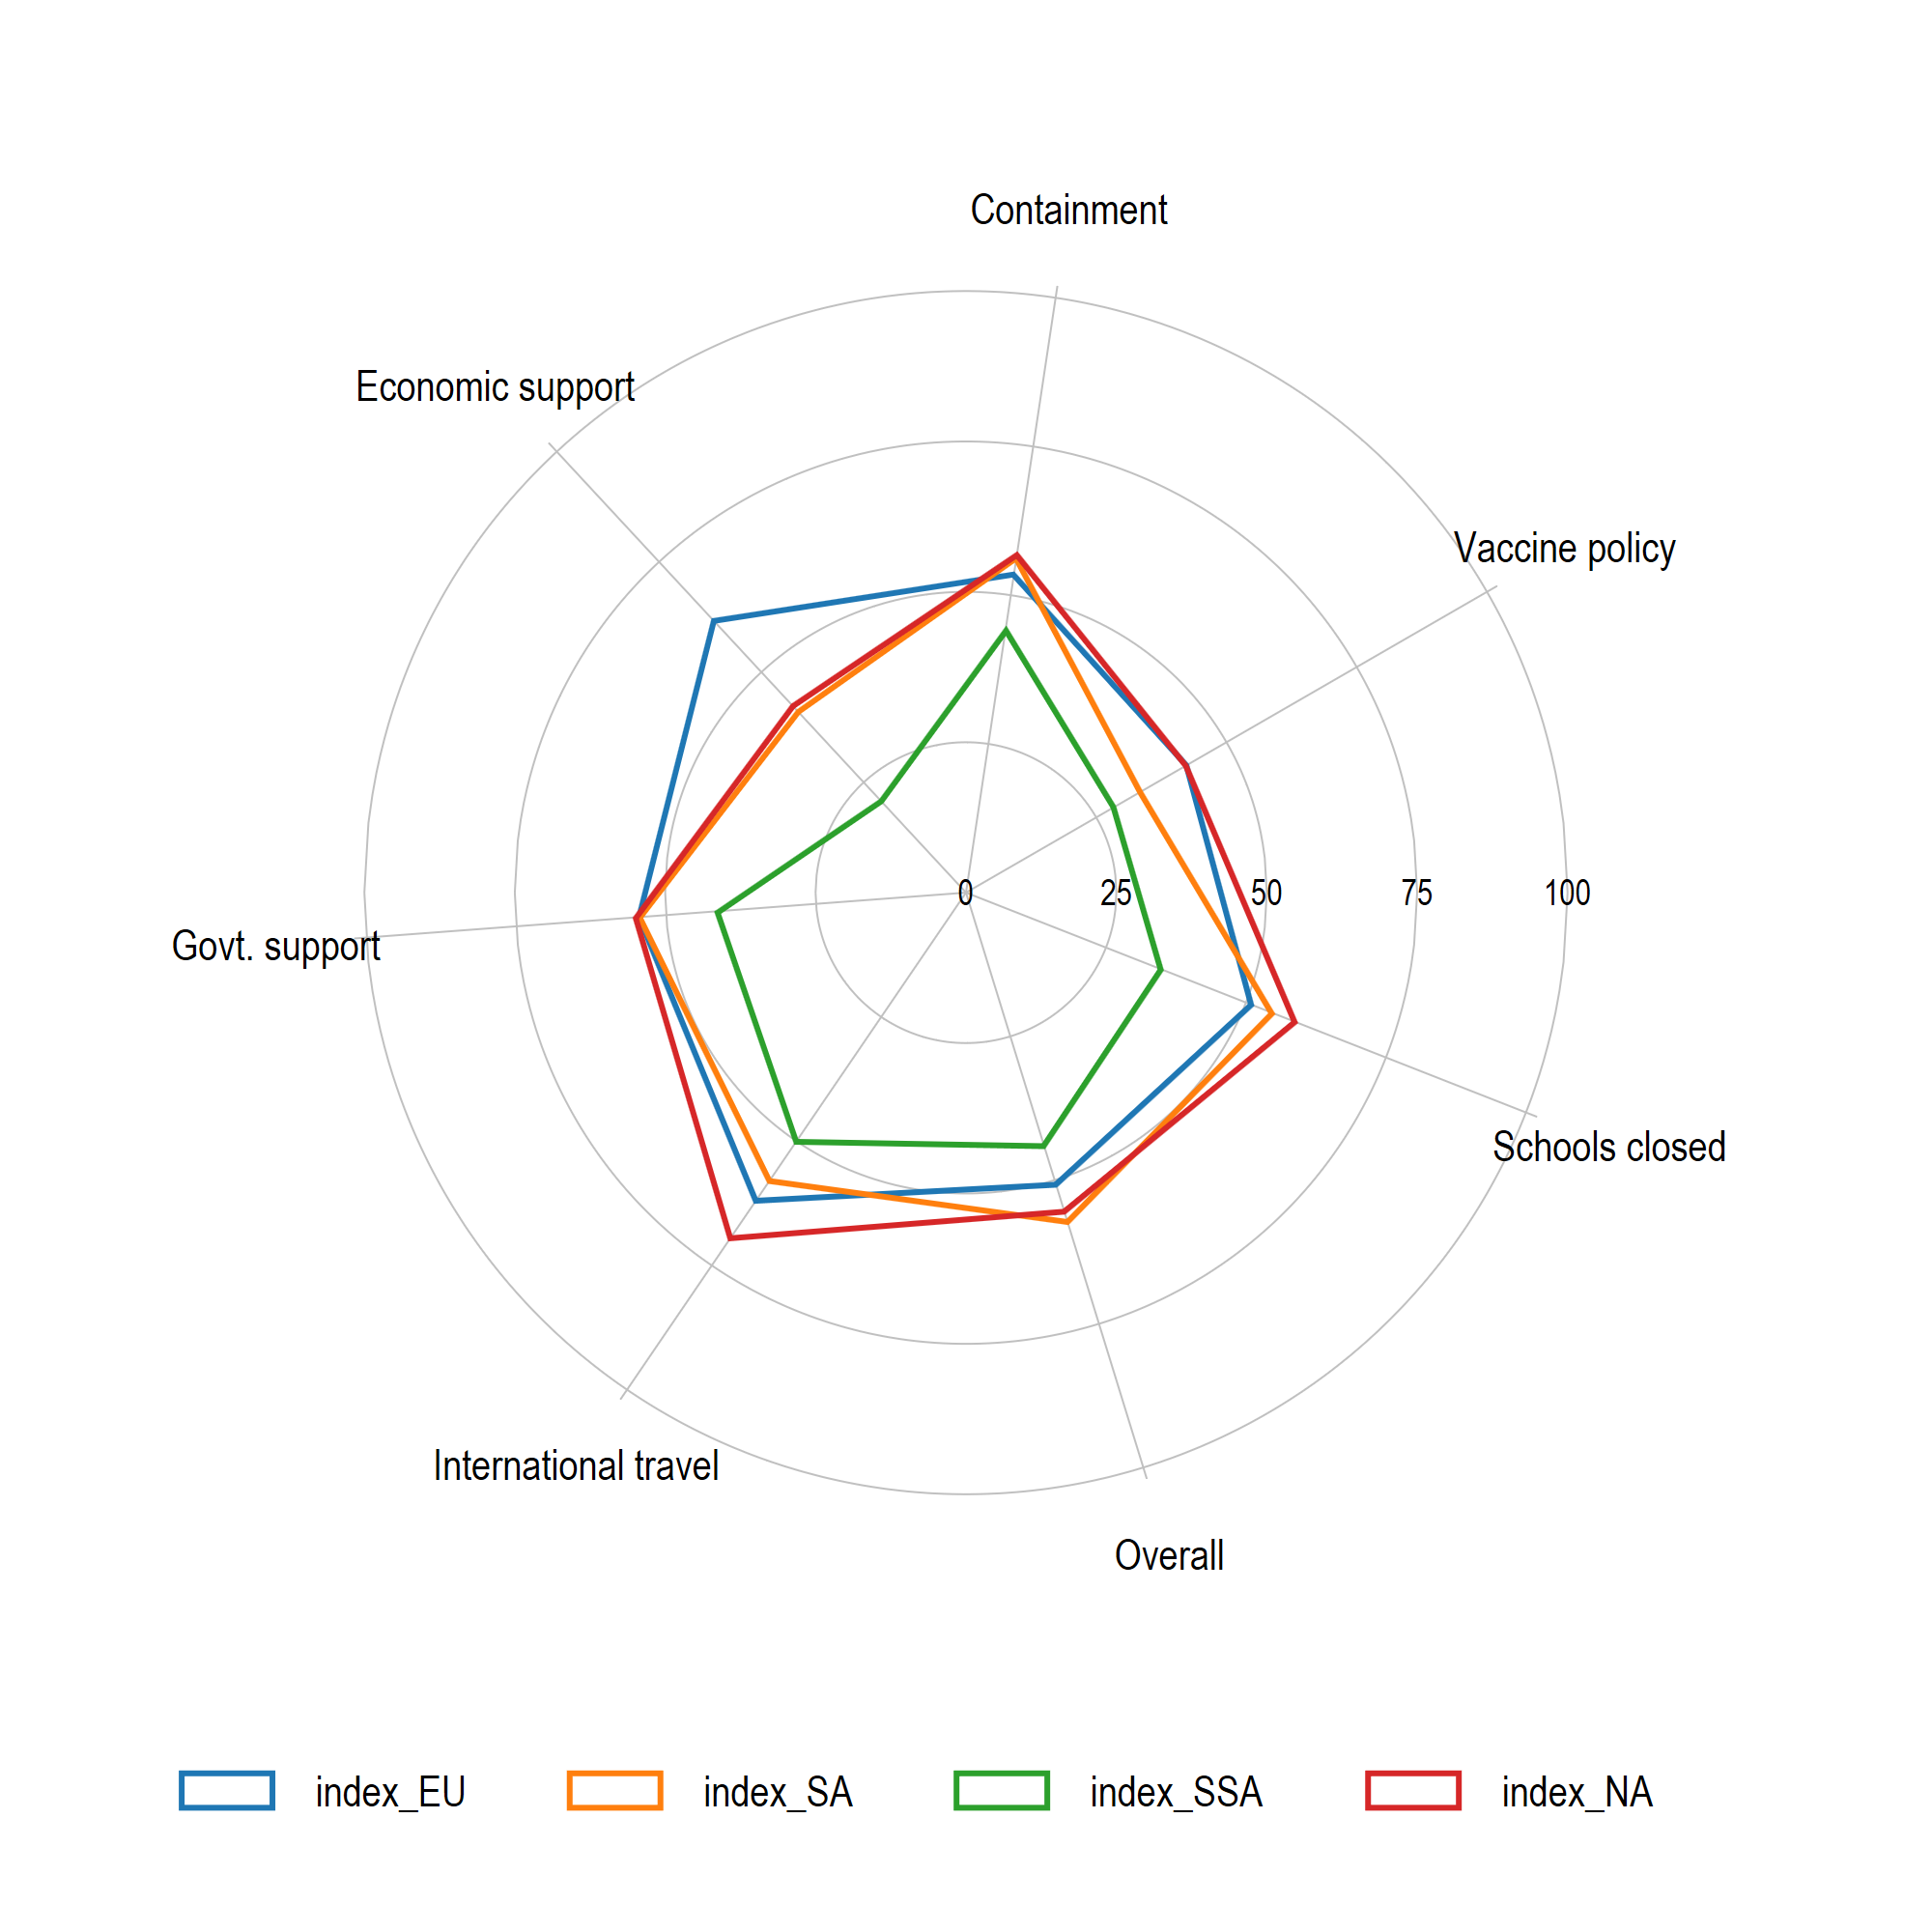 Containment
Economic support
Vaccine policy
0 25 50 75 100
Govt. support
Schools closed
International travel
Overall
index_EU index_SA index_SSA index_NA